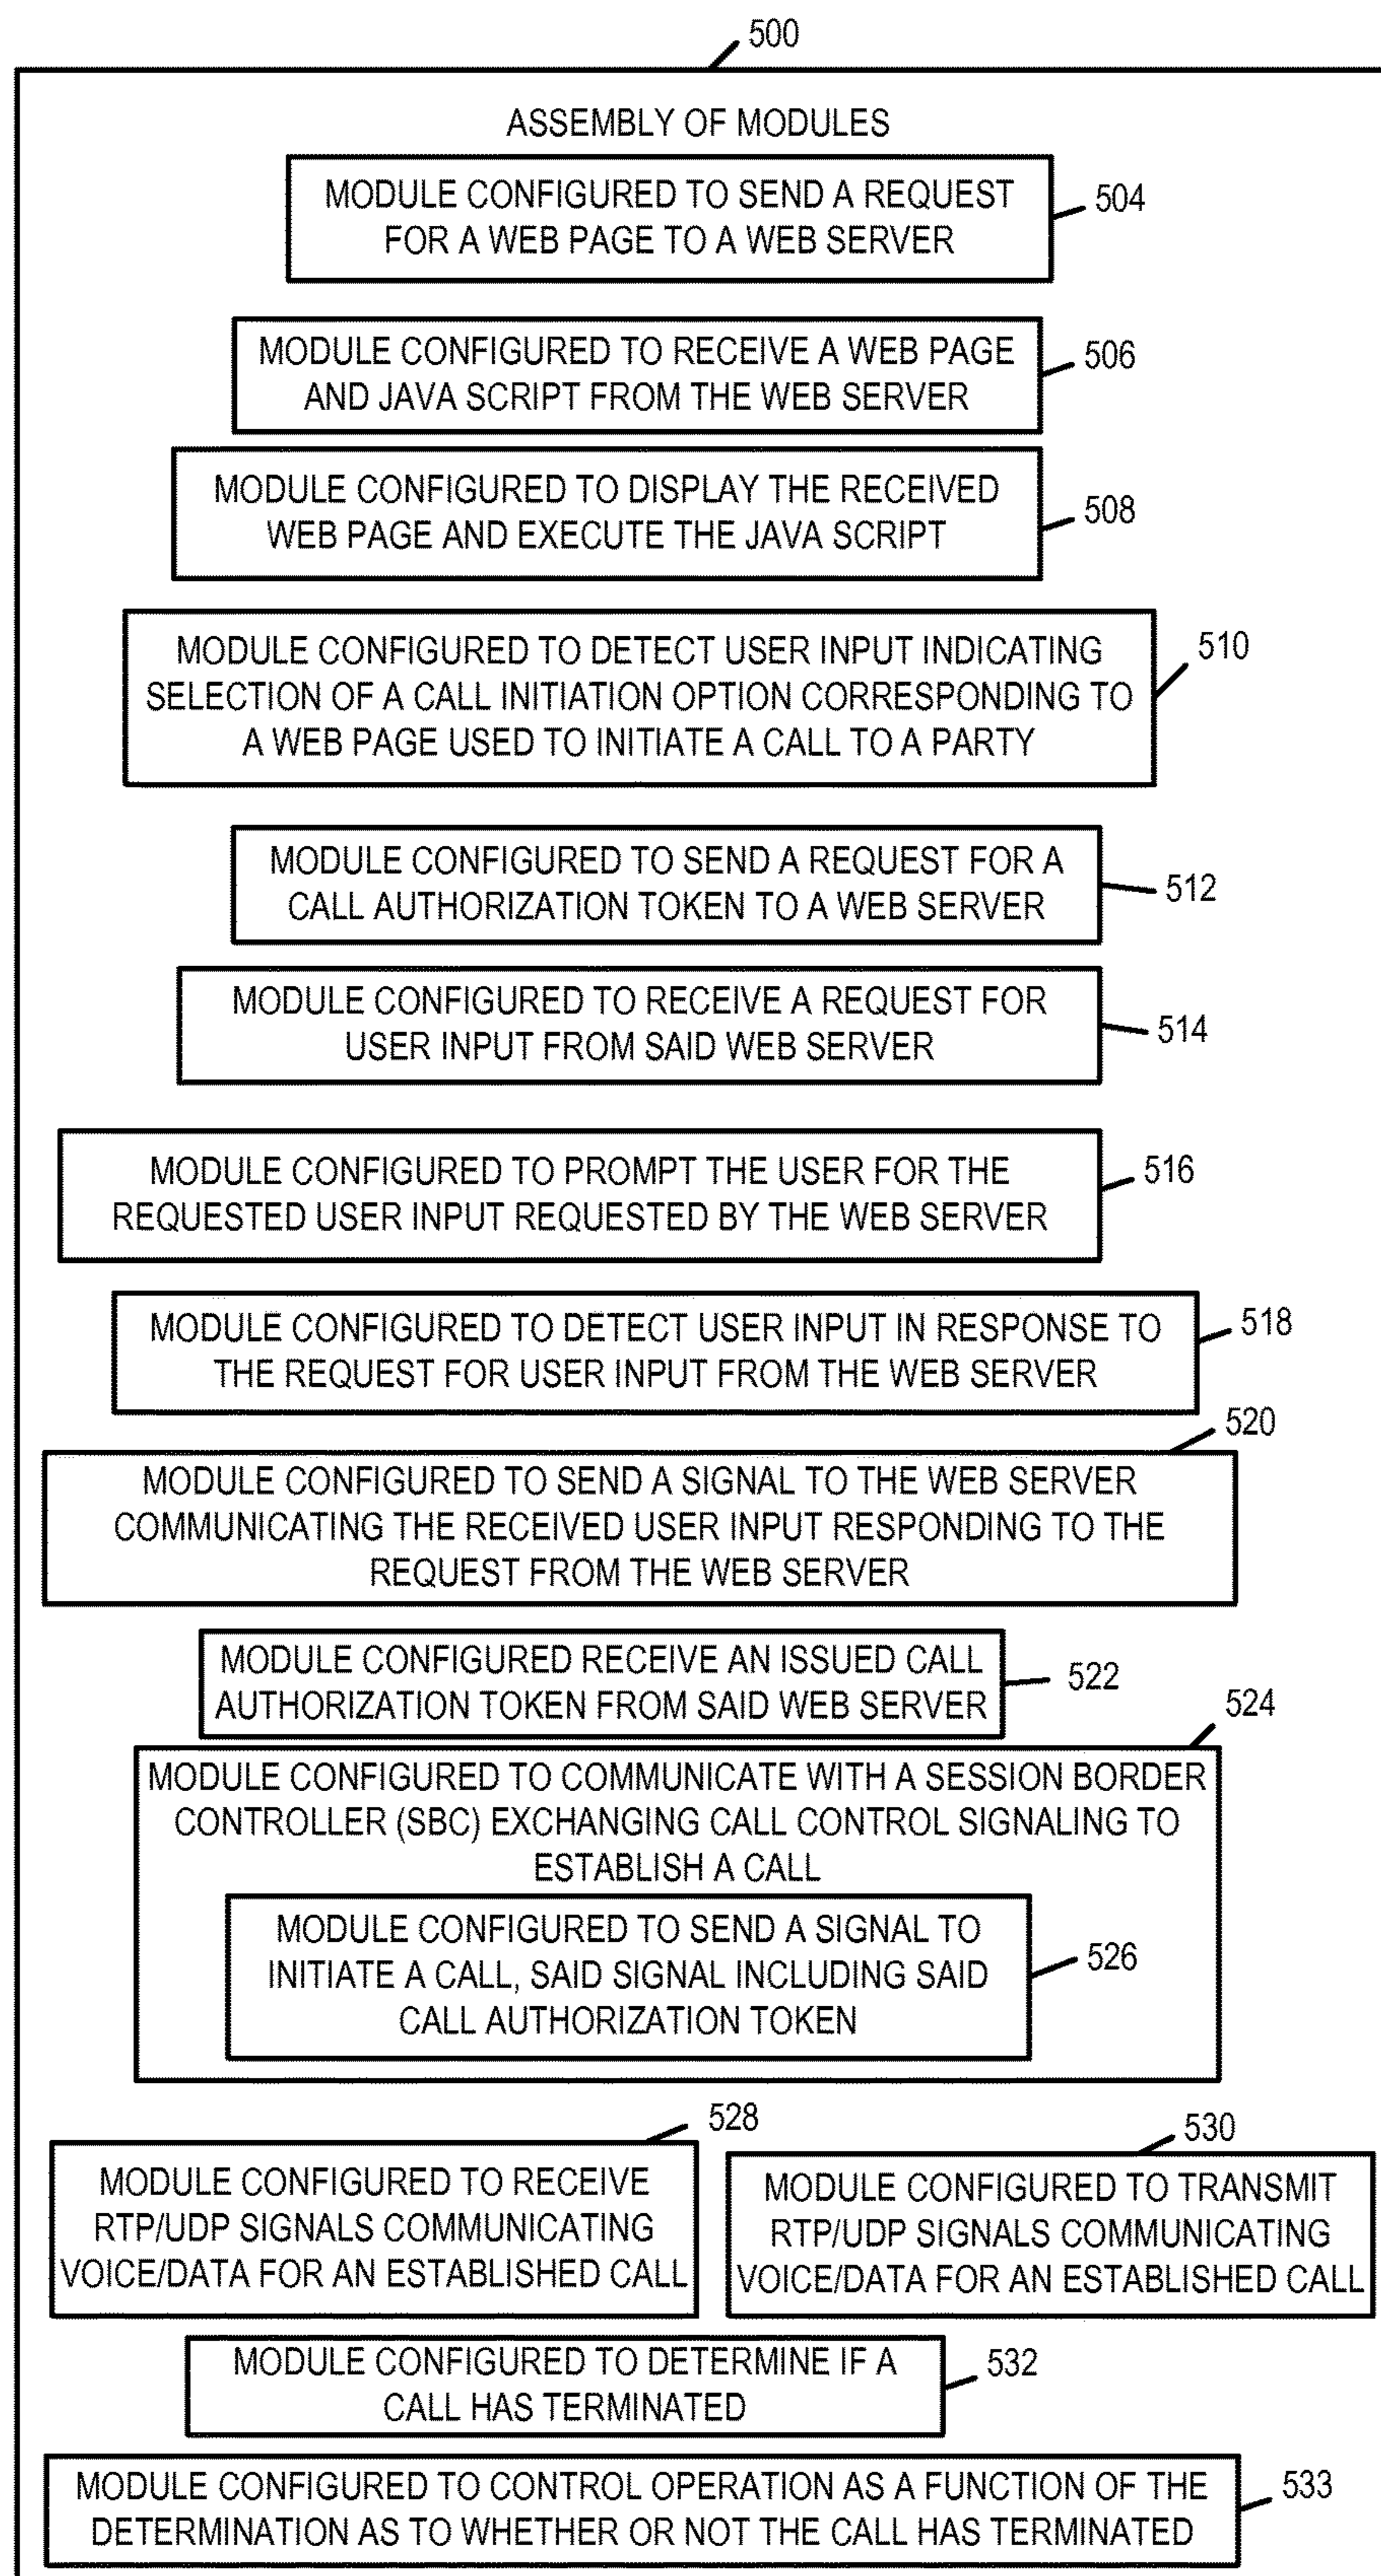 500
ASSEMBLY OF MODULES
MODULE CONFIGURED TO SEND A REQUEST
FOR A WEB PAGE TO A WEB SERVER
504
MODULE CONFIGURED TO RECEIVE A WEB PAGE
AND JAVA SCRIPT FROM THE WEB SERVER
506
MODULE CONFIGURED TO DISPLAY THE RECEIVED
WEB PAGE AND EXECUTE THE JAVA SCRIPT
508
MODULE CONFIGURED TO DETECT USER INPUT INDICATING
SELECTION OF A CALL INITIATION OPTION CORRESPONDING TO
A WEB PAGE USED TO INITIATE A CALL TO A PARTY
510
MODULE CONFIGURED TO SEND A REQUEST FOR A
CALL AUTHORIZATION TOKEN TO A WEB SERVER
512
MODULE CONFIGURED TO RECEIVE A REQUEST FOR
USER INPUT FROM SAID WEB SERVER
514
MODULE CONFIGURED TO PROMPT THE USER FOR THE
REQUESTED USER INPUT REQUESTED BY THE WEB SERVER
516
MODULE CONFIGURED TO DETECT USER INPUT IN RESPONSE TO
THE REQUEST FOR USER INPUT FROM THE WEB SERVER
518
520
MODULE CONFIGURED TO SEND A SIGNAL TO THE WEB SERVER
COMMUNICATING THE RECEIVED USER INPUT RESPONDING TO THE
REQUEST FROM THE WEB SERVER
MODULE CONFIGURED RECEIVE AN ISSUED CALL
AUTHORIZATION TOKEN FROM SAID WEB SERVER
522
524
MODULE CONFIGURED TO COMMUNICATE WITH A SESSION BORDER
CONTROLLER (SBC) EXCHANGING CALL CONTROL SIGNALING TO
ESTABLISH A CALL
MODULE CONFIGURED TO SEND A SIGNAL TO
INITIATE A CALL, SAID SIGNAL INCLUDING SAID
CALL AUTHORIZATION TOKEN
526
528
MODULE CONFIGURED TO RECEIVE
RTP/UDP SIGNALS COMMUNICATING
VOICE/DATA FOR AN ESTABLISHED CALL
530
MODULE CONFIGURED TO TRANSMIT
RTP/UDP SIGNALS COMMUNICATING
VOICE/DATA FOR AN ESTABLISHED CALL
MODULE CONFIGURED TO DETERMINE IF A
CALL HAS TERMINATED
532
MODULE CONFIGURED TO CONTROL OPERATION AS A FUNCTION OF THE
DETERMINATION AS TO WHETHER OR NOT THE CALL HAS TERMINATED
533